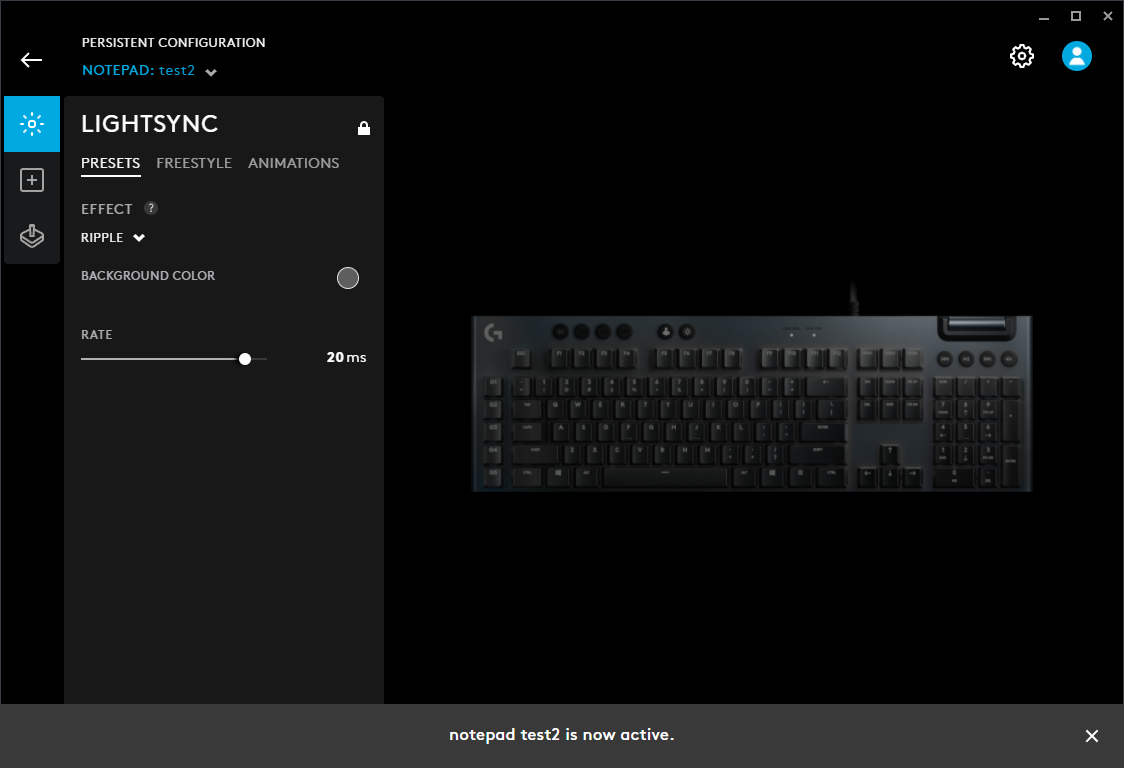 PERSISTENT CONFIGURATION
NOTEPAD: test2
LIGHTSYNC
PRESETS FREESTYLE ANIMATIONS
EFFECT ?
RIPPLE
BACKGROUND COLOR
RATE
20 ms
notepad test2 is now active.